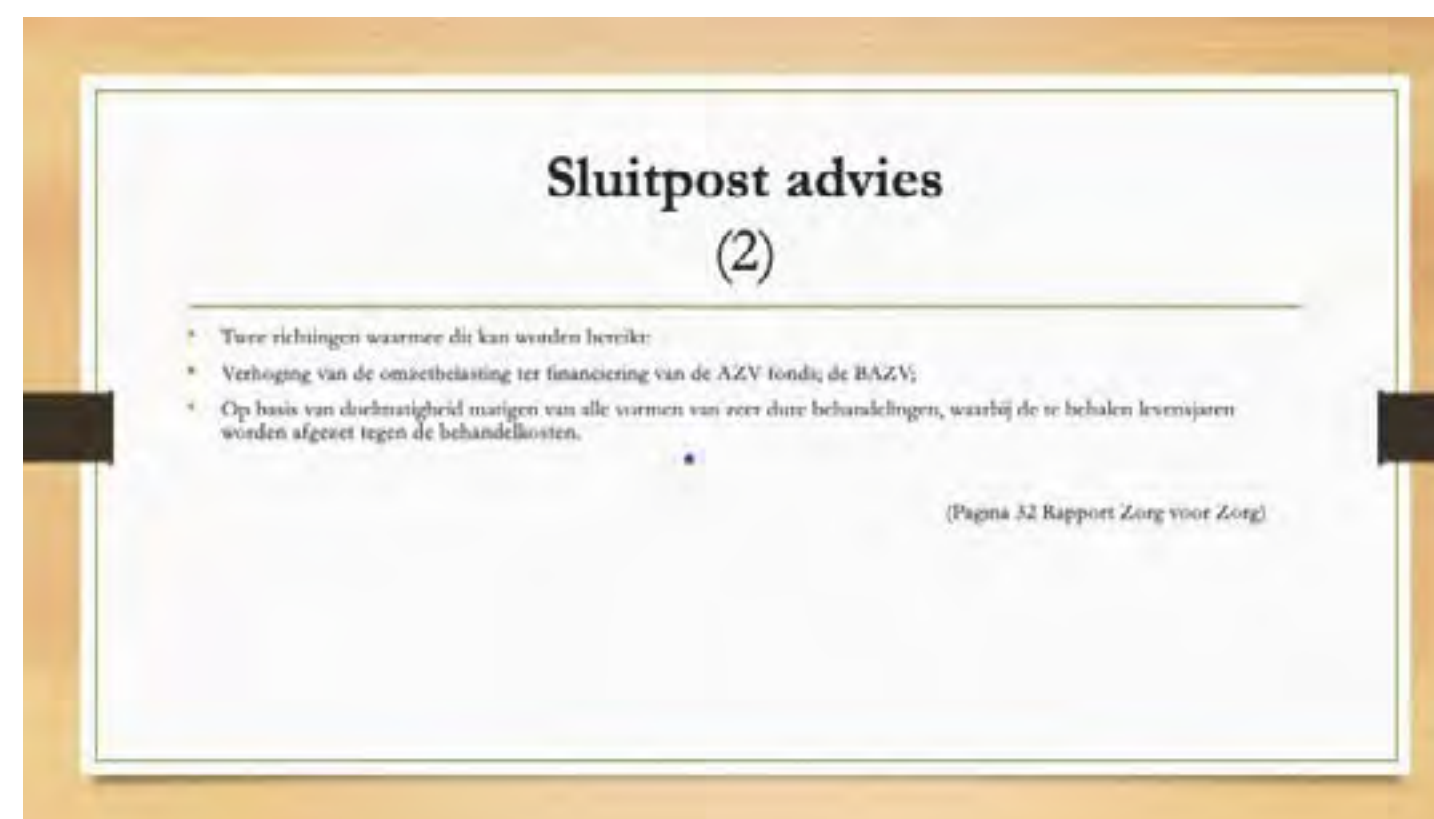 Sluitpost advies
(2)
• Twee richtingen waarmee dit kan worden bereikt:
• Verhoging van de omzetbelasting ter financiering van de AZV fonds; de BAZV;
• Op basis van doelmatigheid matigen van alle vormen van zeer dure behandelingen, waarbij de te behalen levensjaren
worden afgezet tegen de behandelkosten.
(Pagina 32 Rapport Zorg voor Zorg)